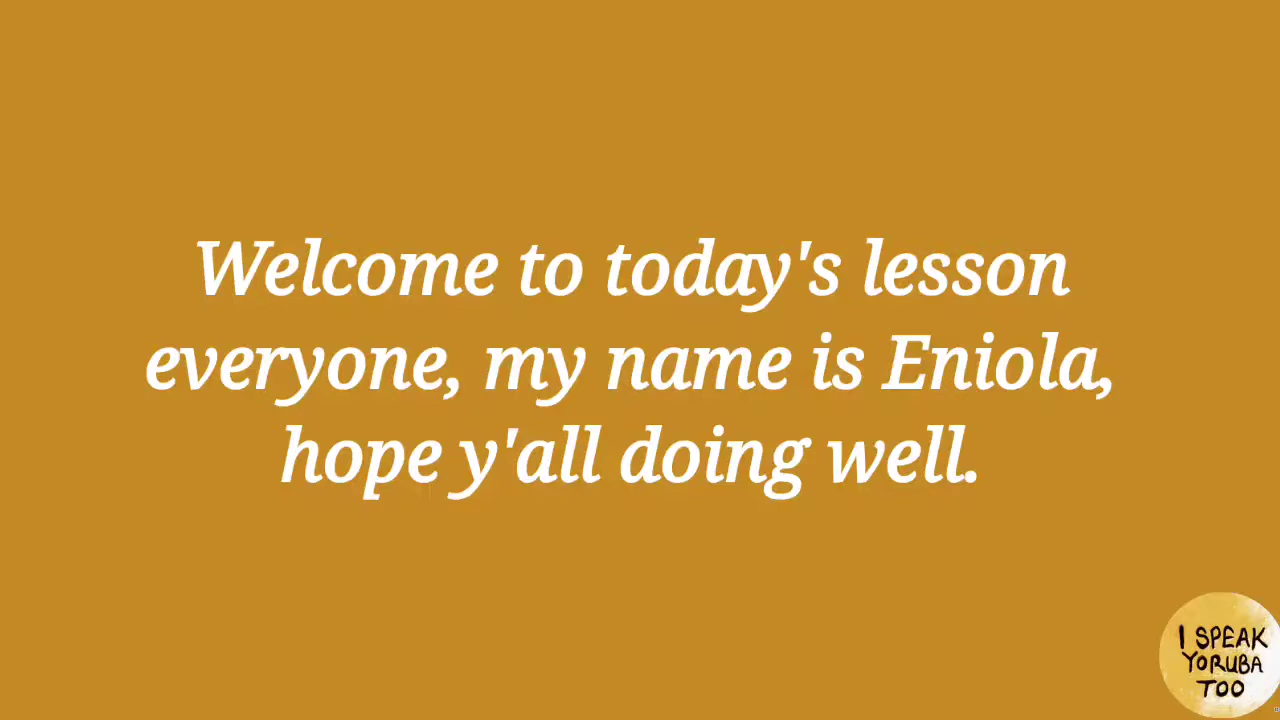 Welcome to today's lesson
everyone, my name is Eniola,
hope y'all doing well.
I SPEAK
YORUBA
TOO